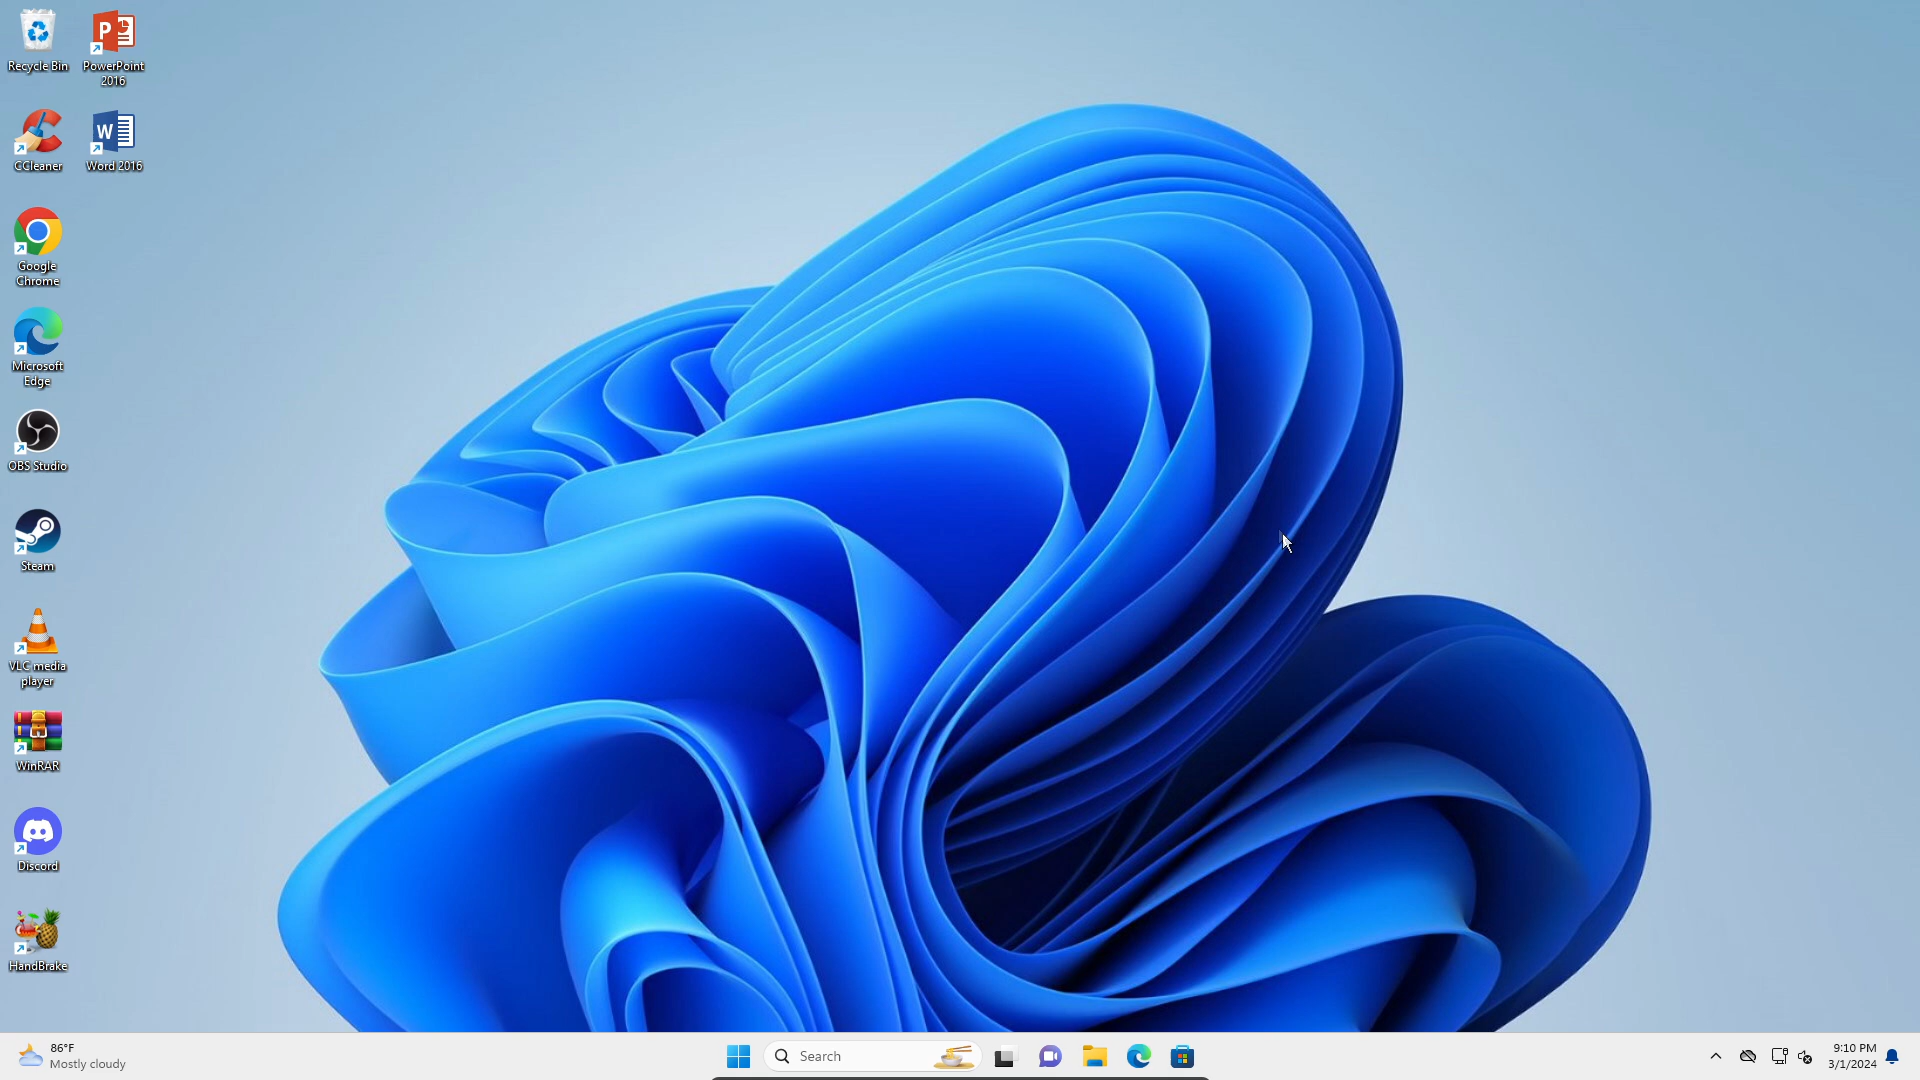 Recycle Bin
PowerPoint
2016
CCleaner
Word 2016
Google
Chrome
Microsoft
Edge
OBS Studio
Steam
VLC media
player
WinRAR
Discord
HandBrake
86°F
Mostly cloudy
Search
9:10 PM
3/1/2024